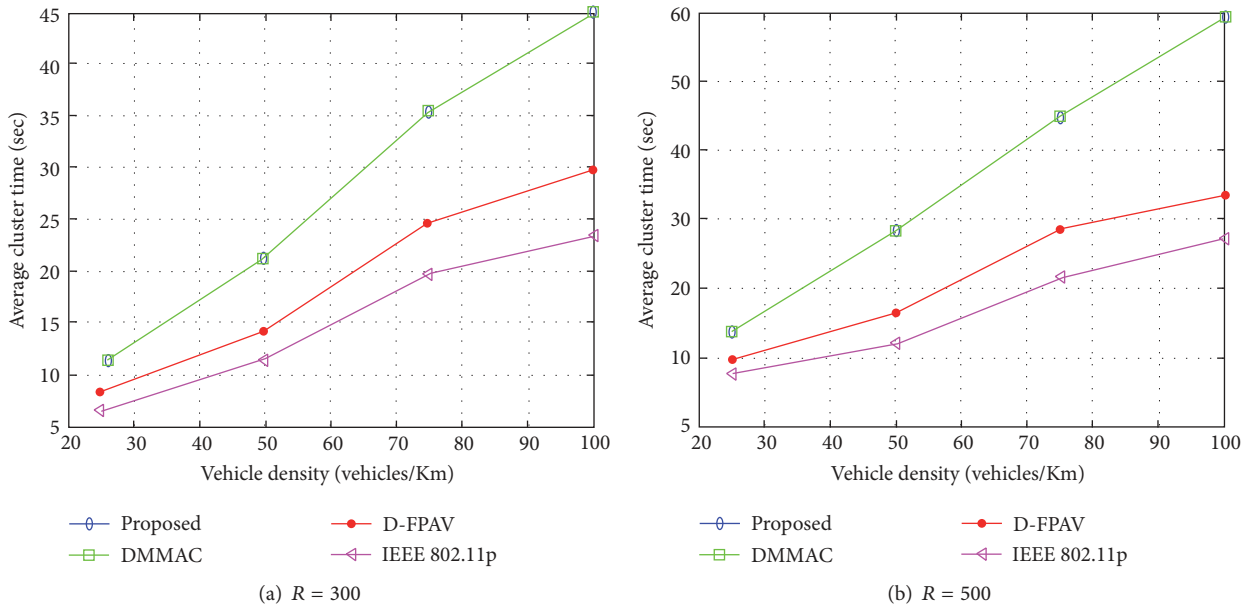 45
40
35
30
25
20
15
10
5
Average cluster time (sec)
20 30 40 50 60 70 80 90 100
Vehicle density (vehicles/Km)
Proposed
DMMAC
D-FPAV
IEEE 802.11p
(a) R = 300
60
50
40
30
20
10
5
Average cluster time (sec)
20 30 40 50 60 70 80 90 100
Vehicle density (vehicles/Km)
Proposed
DMMAC
D-FPAV
IEEE 802.11p
(b) R = 500